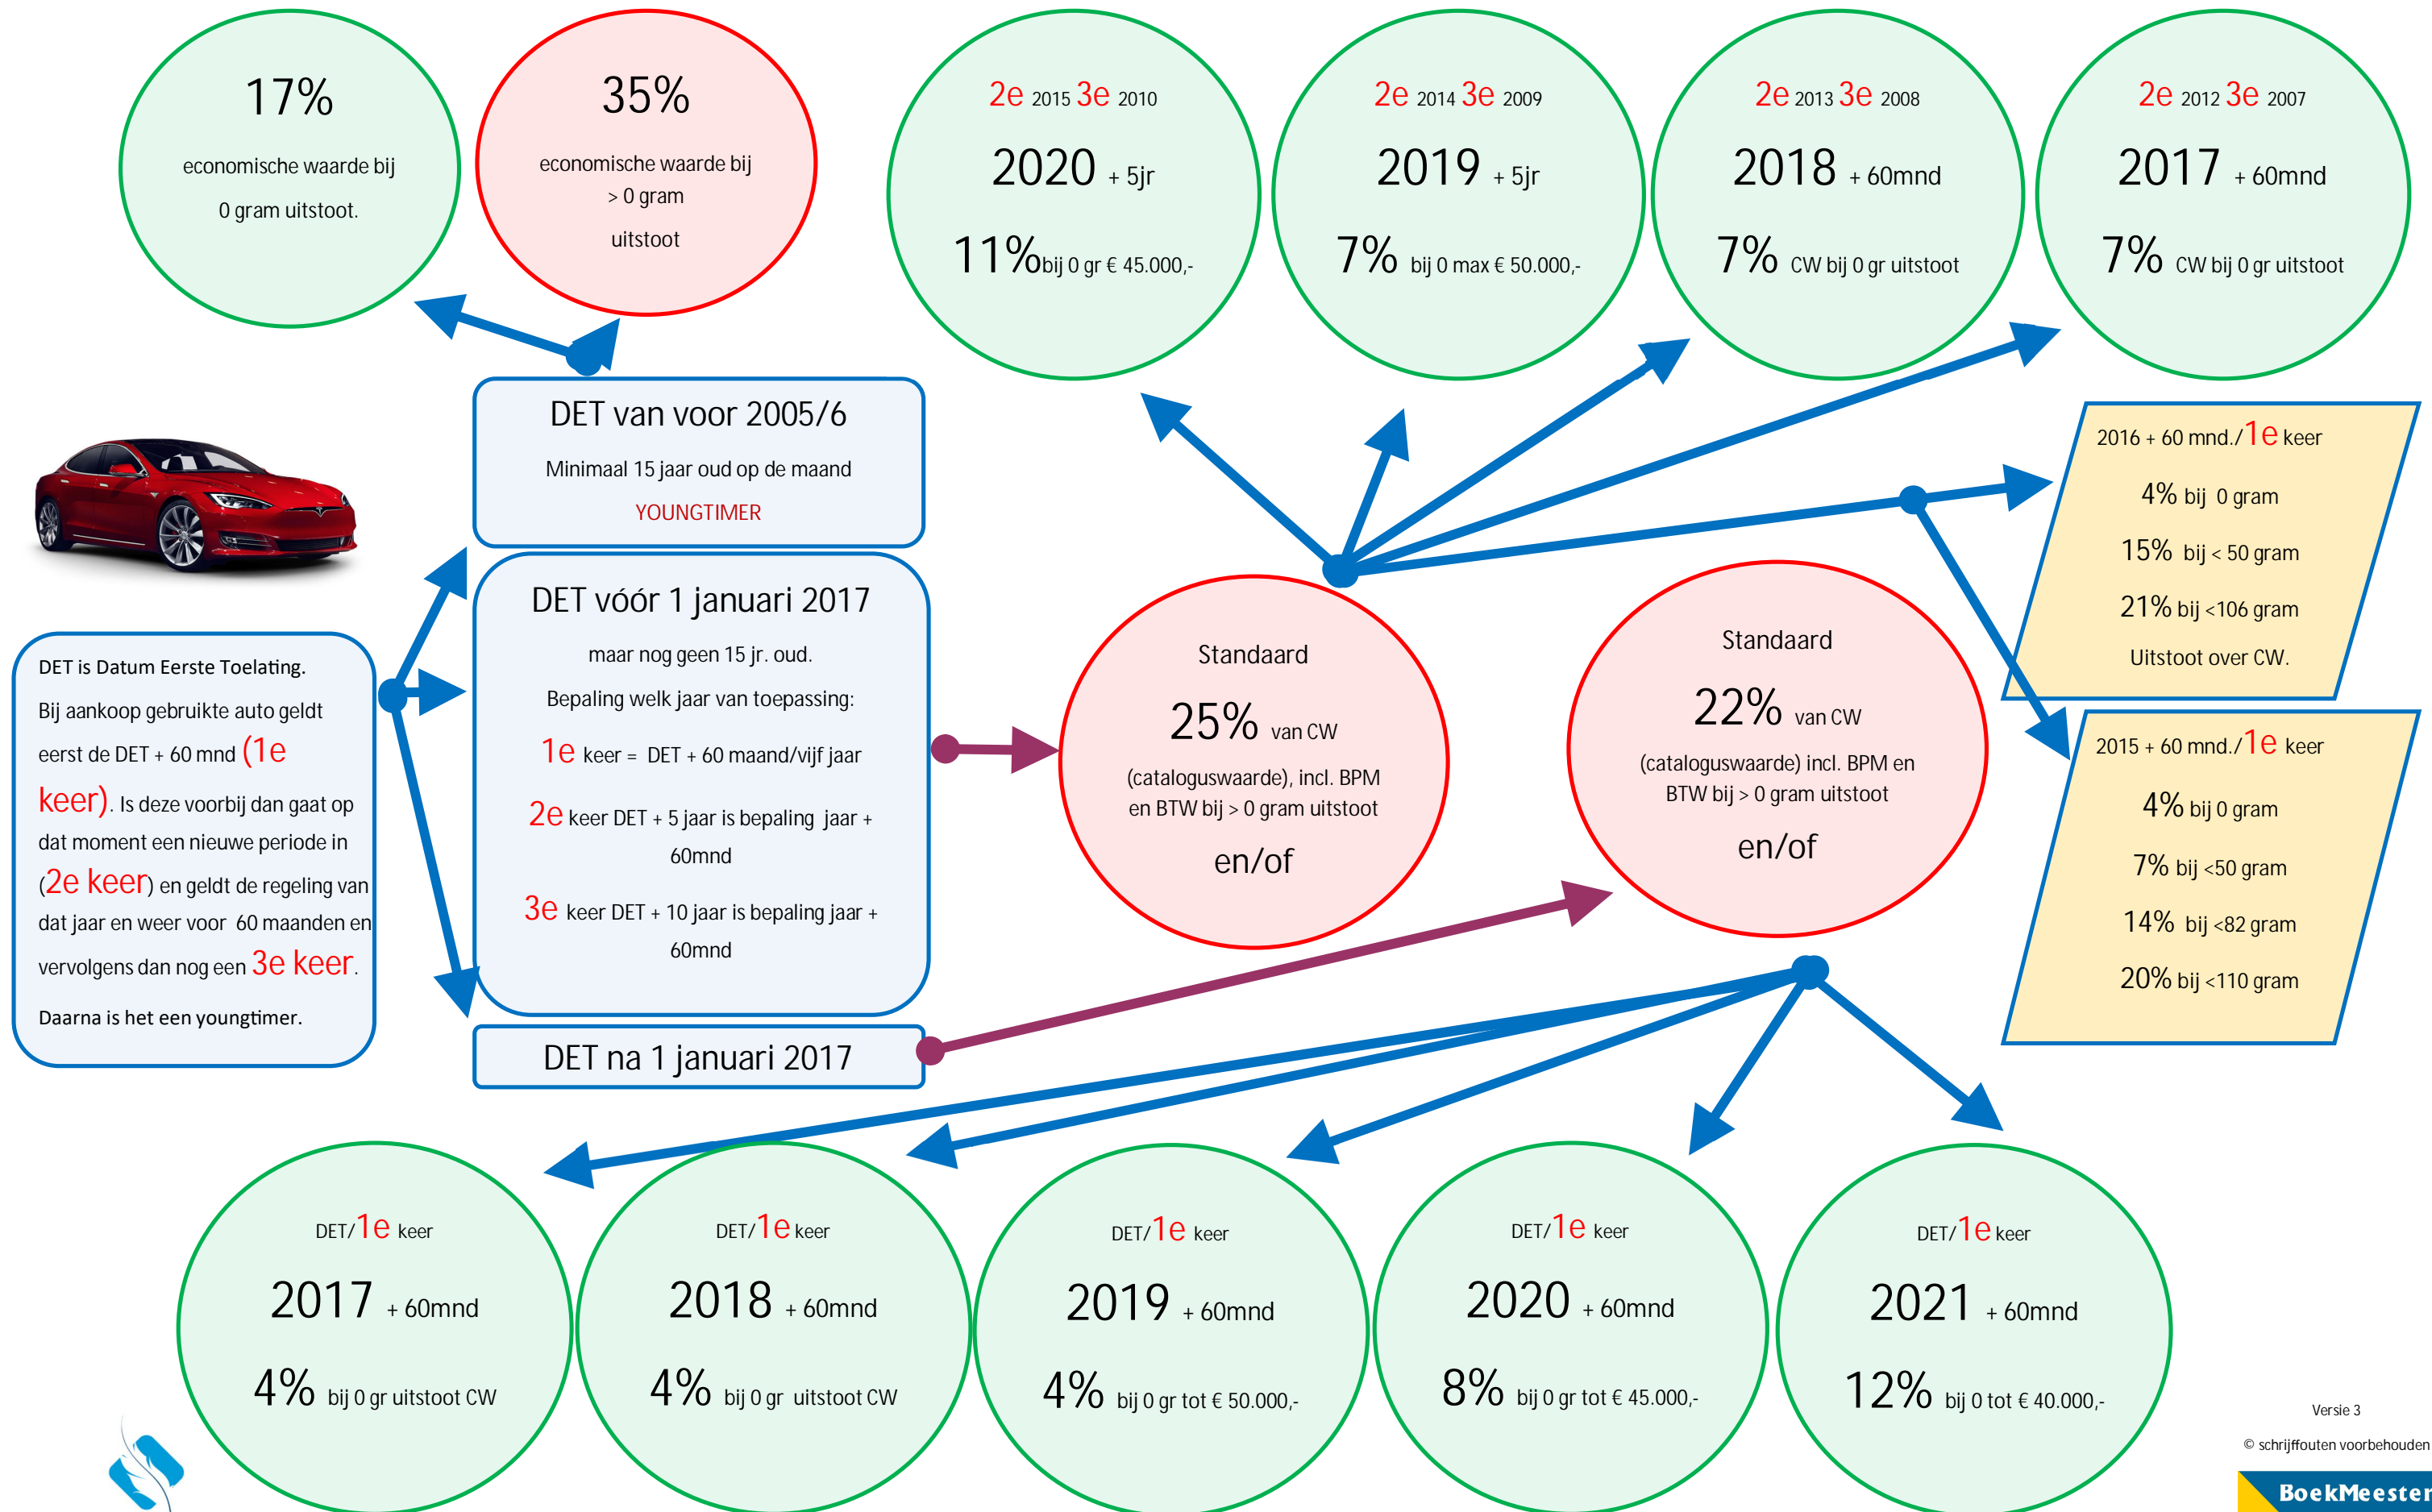 17%
economische waarde bij
0 gram uitstoot.
35%
economische waarde bij
> 0 gram
uitstoot
2e 2015 3e 2010
2020 + 5jr
11%bij 0 gr € 45.000,-
2e 2014 3e 2009
2019 + 5jr
7% bij 0 max € 50.000,-
2e 2013 3e 2008
2018 + 60mnd
7% CW bij 0 gr uitstoot
2e 2012 3e 2007
2017 + 60mnd
7% CW bij 0 gr uitstoot
DET van voor 2005/6
Minimaal 15 jaar oud op de maand
YOUNGTIMER
DET vóór 1 januari 2017
maar nog geen 15 jr. oud.
Bepaling welk jaar van toepassing:
1e keer = DET + 60 maand/vijf jaar
2e keer DET + 5 jaar is bepaling jaar +
60mnd
3e keer DET + 10 jaar is bepaling jaar +
60mnd
DET na 1 januari 2017
DET is Datum Eerste Toelating.
Bij aankoop gebruikte auto geldt
eerst de DET + 60 mnd (1e
keer). Is deze voorbij dan gaat op
dat moment een nieuwe periode in
(2e keer) en geldt de regeling van
dat jaar en weer voor 60 maanden en
vervolgens dan nog een 3e keer.
Daarna is het een youngtimer.
Standaard
25% van CW
(cataloguswaarde), incl. BPM
en BTW bij > 0 gram uitstoot
en/of
Standaard
22% van CW
(cataloguswaarde) incl. BPM en
BTW bij > 0 gram uitstoot
en/of
2016 + 60 mnd./1e keer
4% bij 0 gram
15% bij < 50 gram
21% bij <106 gram
Uitstoot over CW.
2015 + 60 mnd./1e keer
4% bij 0 gram
7% bij <50 gram
14% bij <82 gram
20% bij <110 gram
DET/1e keer
2017 + 60mnd
4% bij 0 gr uitstoot CW
DET/1e keer
2018 + 60mnd
4% bij 0 gr uitstoot CW
DET/1e keer
2019 + 60mnd
4% bij 0 gr tot € 50.000,-
DET/1e keer
2020 + 60mnd
8% bij 0 gr tot € 45.000,-
DET/1e keer
2021 + 60mnd
12% bij 0 tot € 40.000,-
Versie 3
© schrijffouten voorbehouden
BoekMeester